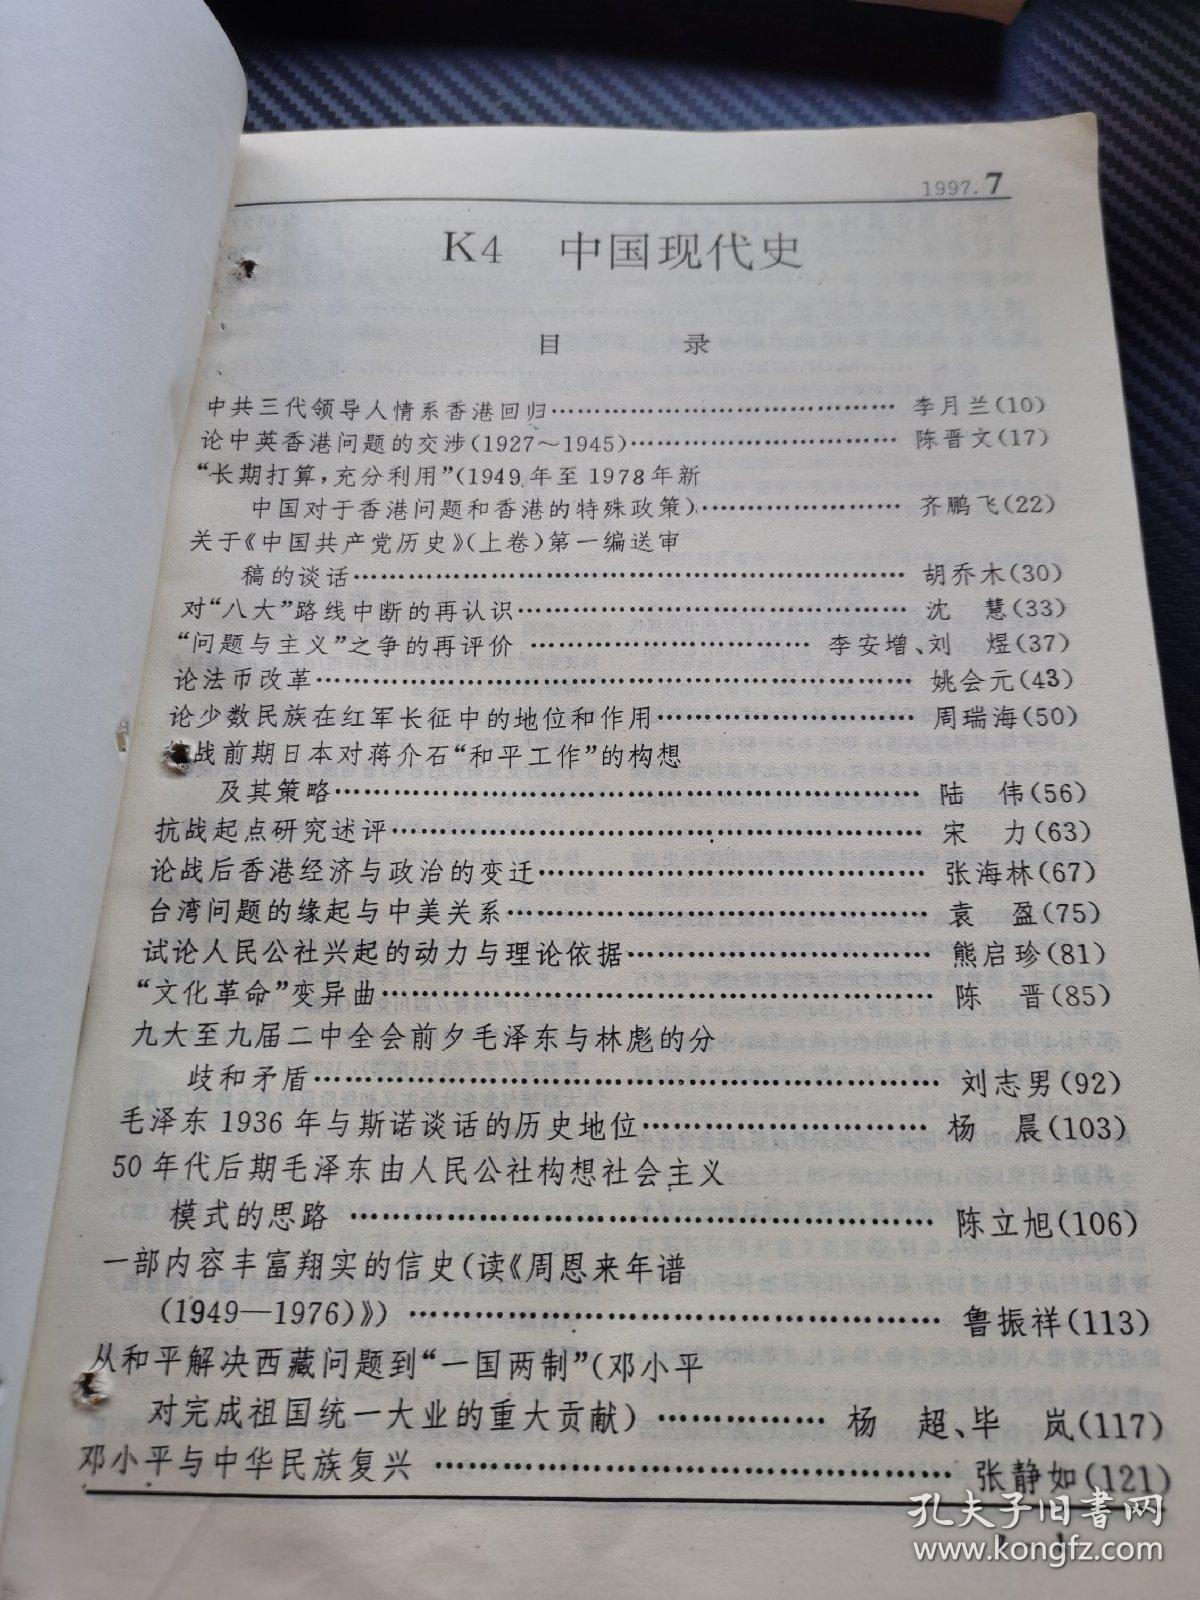 1997.7
K4 中国现代史
目 录
中共三代领导人情系香港回归…………………………………… 李月兰(10)
论中英香港问题的交涉(1927～1945)………………………… 陈晋文(17)
“长期打算,充分利用”(1949年至1978年新
中国对于香港问题和香港的特殊政策)…………………… 齐鹏飞(22)
关于《中国共产党历史》(上卷)第一编送审
稿的谈话……………………………………………………… 胡乔木(30)
对“八大”路线中断的再认识…………………………………… 沈 慧(33)
“问题与主义”之争的再评价 ………………………… 李安增、刘 煜(37)
论法币改革……………………………………………………… 姚会元(43)
论少数民族在红军长征中的地位和作用……………………… 周瑞海(50)
战前期日本对蒋介石“和平工作”的构想
及其策略……………………………………………………… 陆 伟(56)
抗战起点研究述评……………………………………………… 宋 力(63)
论战后香港经济与政治的变迁………………………………… 张海林(67)
台湾问题的缘起与中美关系…………………………………… 袁 盈(75)
试论人民公社兴起的动力与理论依据………………………… 熊启珍(81)
“文化革命”变异曲……………………………………………… 陈 晋(85)
九大至九届二中全会前夕毛泽东与林彪的分
歧和矛盾……………………………………………………… 刘志男(92)
毛泽东1936年与斯诺谈话的历史地位………………………… 杨 晨(103)
50年代后期毛泽东由人民公社构想社会主义
模式的思路 ………………………………………………… 陈立旭(106)
一部内容丰富翔实的信史(读《周恩来年谱
(1949—1976)》) …………………………………………… 鲁振祥(113)
从和平解决西藏问题到“一国两制”(邓小平
对完成祖国统一大业的重大贡献) …………… 杨 超、毕 岚(117)
邓小平与中华民族复兴 ………………………………………… 张静如(121)
孔夫子旧书网
www.kongfz.com